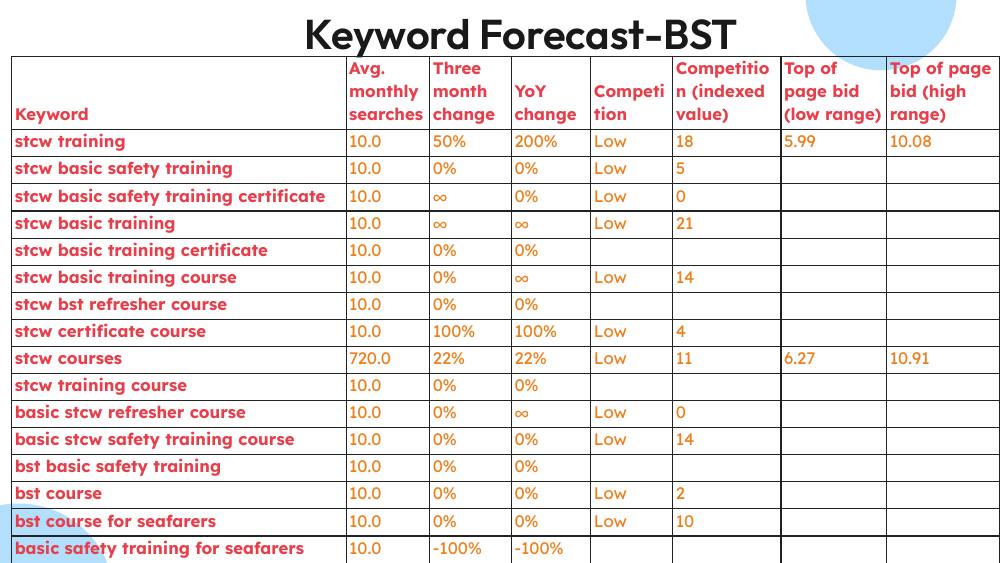 Keyword Forecast-BST
Keyword Avg. monthly searches Three month change YoY change Competi tion Competitio n (indexed value) Top of page bid (low range) Top of page bid (high range)
stcw training 10.0 50% 200% Low 18 5.99 10.08
stcw basic safety training 10.0 0% 0% Low 5
stcw basic safety training certificate 10.0 ∞ 0% Low 0
stcw basic training 10.0 ∞ ∞ Low 21
stcw basic training certificate 10.0 0% 0%
stcw basic training course 10.0 0% ∞ Low 14
stcw bst refresher course 10.0 0% 0%
stcw certificate course 10.0 100% 100% Low 4
stcw courses 720.0 22% 22% Low 11 6.27 10.91
stcw training course 10.0 0% 0%
basic stcw refresher course 10.0 0% ∞ Low 0
basic stcw safety training course 10.0 0% 0% Low 14
bst basic safety training 10.0 0% 0%
bst course 10.0 0% 0% Low 2
bst course for seafarers 10.0 0% 0% Low 10
basic safety training for seafarers 10.0 -100% -100%